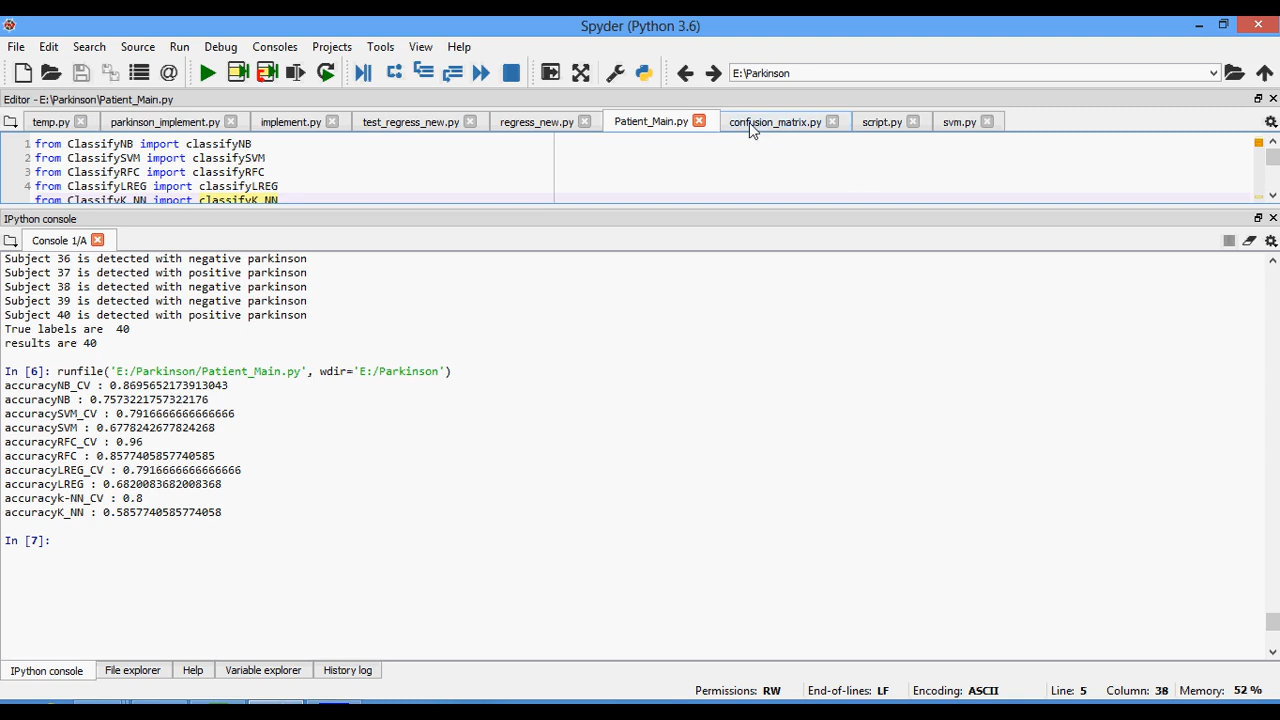 Spyder (Python 3.6)
File Edit Search Source Run Debug Consoles Projects Tools View Help
E:\Parkinson
Editor - E:\Parkinson\Patient_Main.py
temp.py parkinson_implement.py implement.py test_regress_new.py regress_new.py Patient_Main.py confusion_matrix.py script.py svm.py
1 from ClassifyNB import classifyNB
2 from ClassifySVM import classifySVM
3 from ClassifyRFC import classifyRFC
4 from ClassifyLREG import classifyLREG
from ClassifyK_NN import classifyK_NN
IPython console
Console 1/A
Subject 36 is detected with negative parkinson
Subject 37 is detected with positive parkinson
Subject 38 is detected with negative parkinson
Subject 39 is detected with negative parkinson
Subject 40 is detected with positive parkinson
True labels are  40
results are 40
In [6]: runfile('E:/Parkinson/Patient_Main.py', wdir='E:/Parkinson')
accuracyNB_CV : 0.8695652173913043
accuracyNB : 0.7573221757322176
accuracySVM_CV : 0.7916666666666666
accuracySVM : 0.6778242677824268
accuracyRFC_CV : 0.96
accuracyRFC : 0.8577405857740585
accuracyLREG_CV : 0.7916666666666666
accuracyLREG : 0.6820083682008368
accuracyk-NN_CV : 0.8
accuracyK_NN : 0.5857740585774058
In [7]:
IPython console File explorer Help Variable explorer History log
Permissions: RW End-of-lines: LF Encoding: ASCII Line: 5 Column: 38 Memory: 52 %